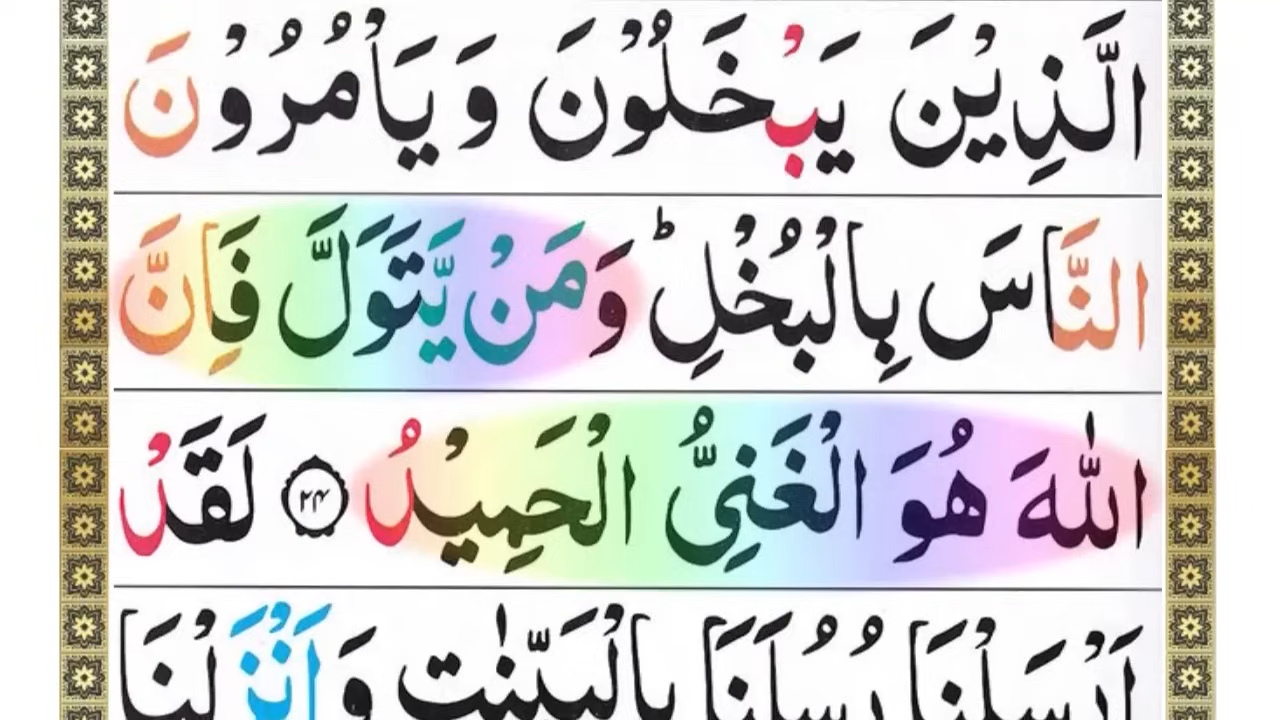 الَّذِيْنَ يَبْخَلُوْنَ وَيَاْمُرُوْنَ
النَّاسَ بِالْبُخْلِ ؕ وَمَنْ يَّتَوَلَّ فَاِنَّ
اللّٰهَ هُوَ الْغَنِيُّ الْحَمِيْدُ ﴿۲۴﴾ لَقَدْ
اَرْسَلْنَا رُسُلَنَا بِالْبَيِّنٰتِ وَاَنْزَلْنَا